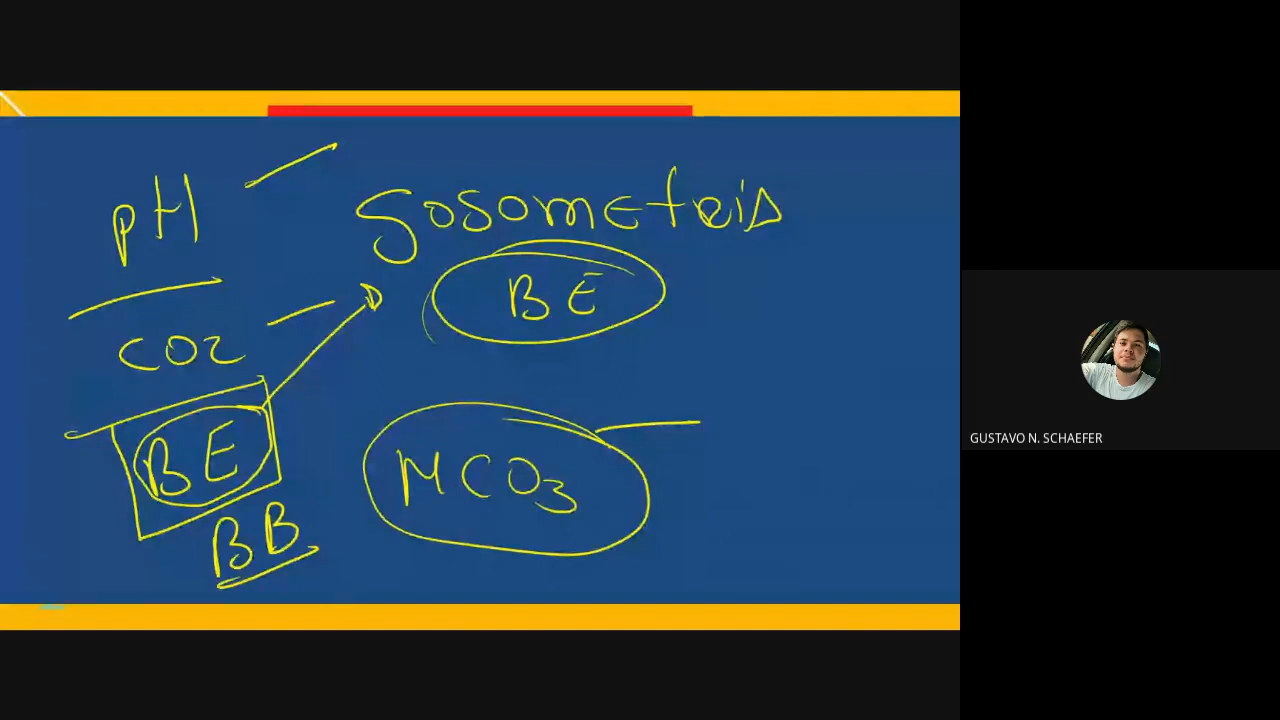 pH
gasometria
BE
CO2
BE
HCO3
BB
GUSTAVO N. SCHAEFER